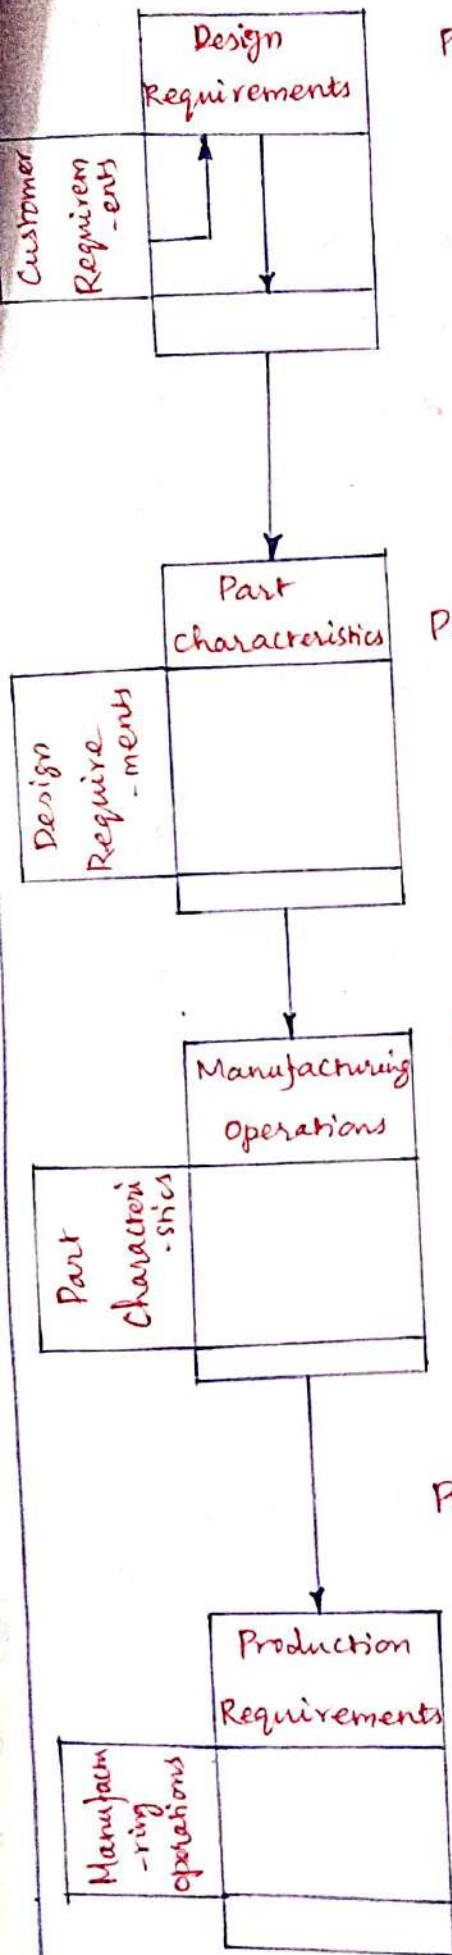 Design
Requirements
P
Customer
Requirem
-ents
Part
characteristics
P
Design
Require
-ments
Manufacturing
Operations
Part
Characteri
-stics
P
Production
Requirements
Manufactu
-ring
operations